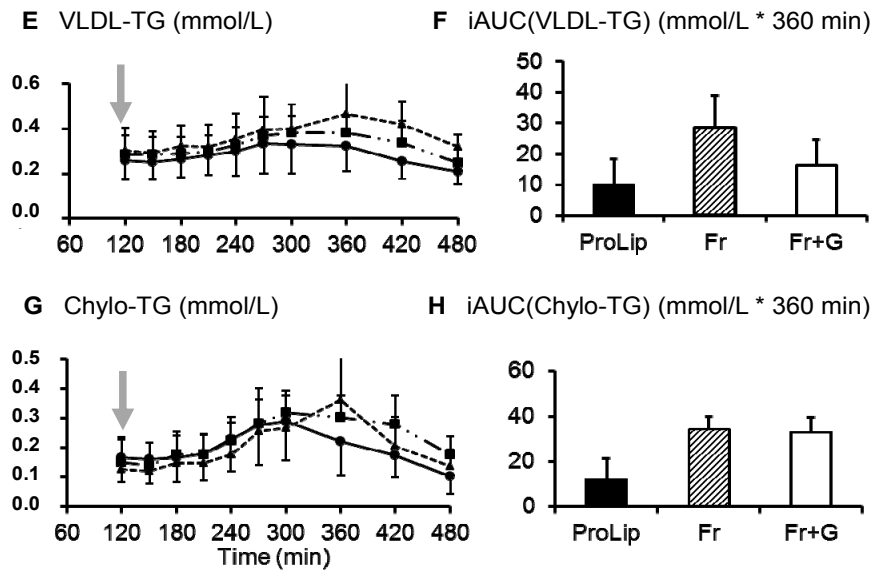 E VLDL-TG (mmol/L)
0.6
0.4
0.2
0.0
60 120 180 240 300 360 420 480
F iAUC(VLDL-TG) (mmol/L * 360 min)
50
40
30
20
10
0
ProLip Fr Fr+G
G Chylo-TG (mmol/L)
0.5
0.4
0.3
0.2
0.1
0.0
60 120 180 240 300 360 420 480
Time (min)
H iAUC(Chylo-TG) (mmol/L * 360 min)
60
40
20
0
ProLip Fr Fr+G